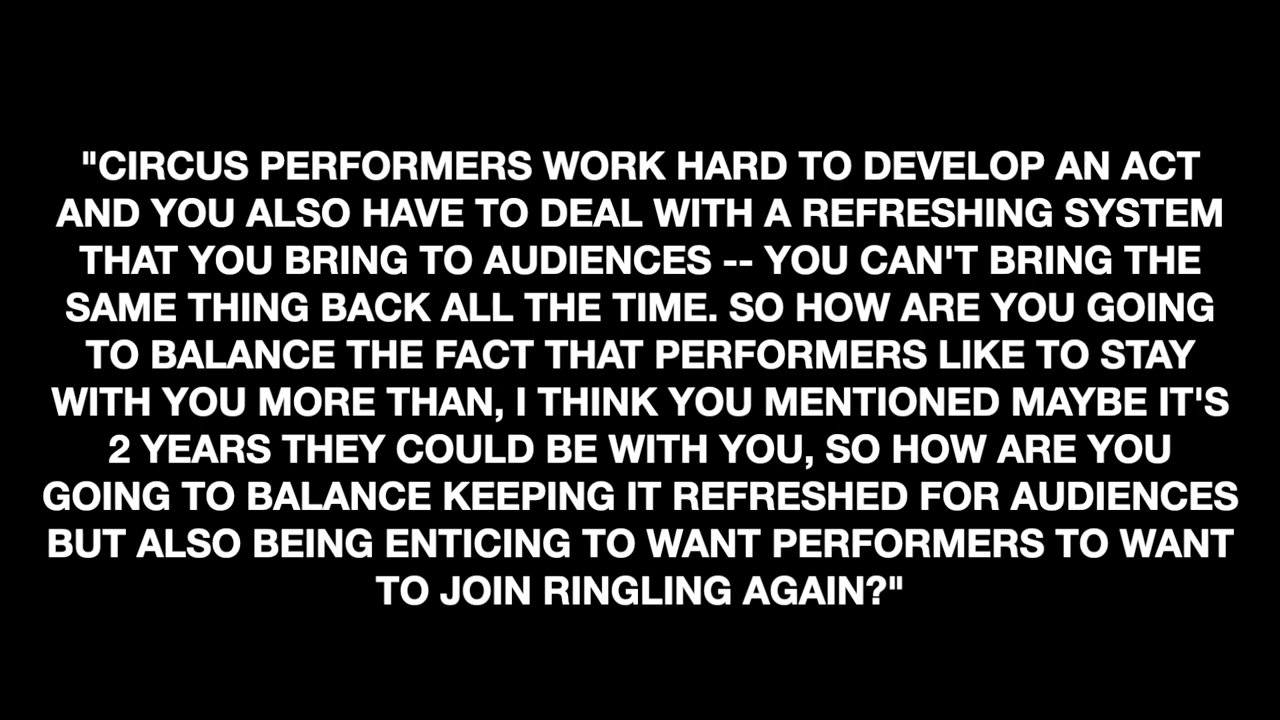 "CIRCUS PERFORMERS WORK HARD TO DEVELOP AN ACT
AND YOU ALSO HAVE TO DEAL WITH A REFRESHING SYSTEM
THAT YOU BRING TO AUDIENCES -- YOU CAN'T BRING THE
SAME THING BACK ALL THE TIME. SO HOW ARE YOU GOING
TO BALANCE THE FACT THAT PERFORMERS LIKE TO STAY
WITH YOU MORE THAN, I THINK YOU MENTIONED MAYBE IT'S
2 YEARS THEY COULD BE WITH YOU, SO HOW ARE YOU
GOING TO BALANCE KEEPING IT REFRESHED FOR AUDIENCES
BUT ALSO BEING ENTICING TO WANT PERFORMERS TO WANT
TO JOIN RINGLING AGAIN?"